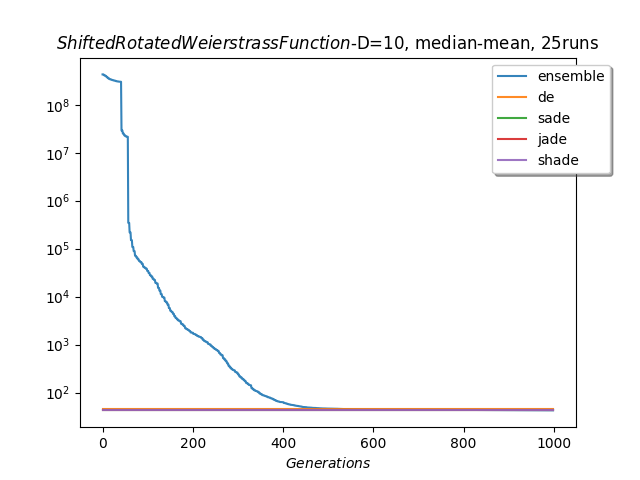 ShiftedRotatedWeierstrassFunction-D=10, median-mean, 25runs
ensemble
de
sade
jade
shade
10^8
10^7
10^6
10^5
10^4
10^3
10^2
0 200 400 600 800 1000
Generations